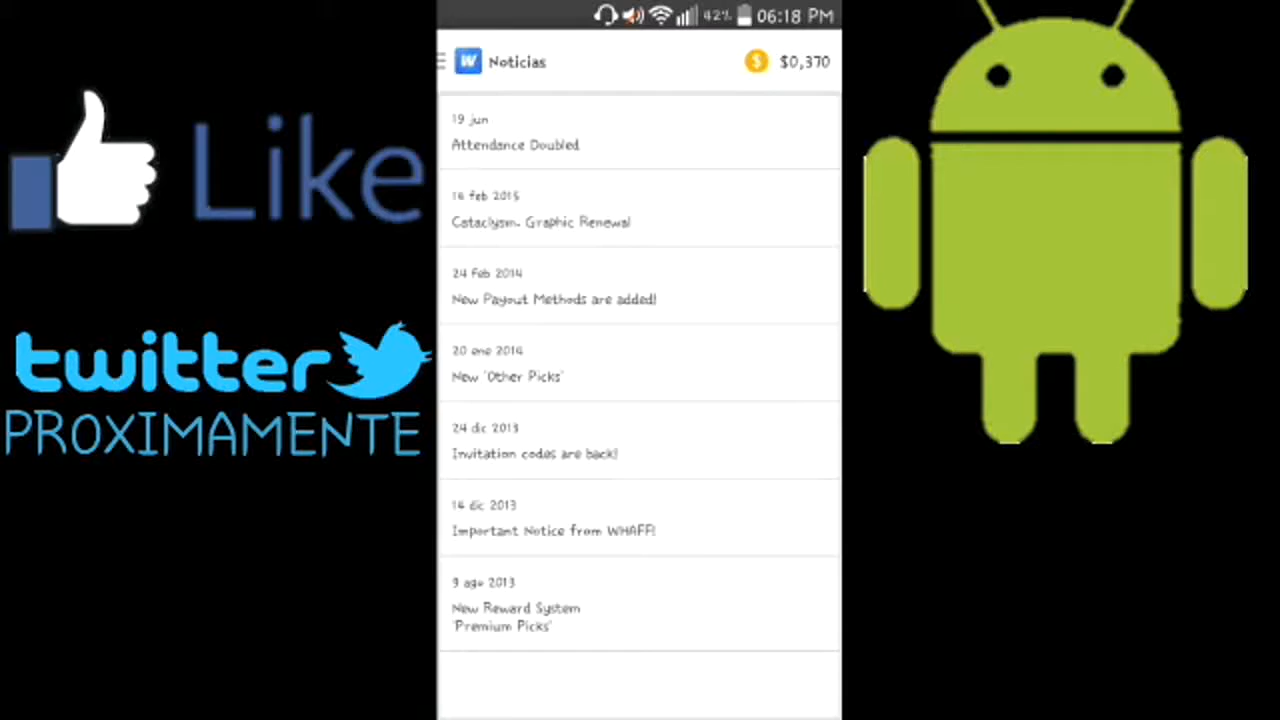 42% 06:18 PM
W Noticias $ $0,370
19 jun
Attendance Doubled
Like
16 feb 2015
Cataclysm. Graphic Renewal
24 feb 2014
New Payout Methods are added!
twitter
PROXIMAMENTE
20 ene 2014
New 'Other Picks'
24 dic 2013
Invitation codes are back!
14 dic 2013
Important Notice from WHAFF!
9 ago 2013
New Reward System
'Premium Picks'